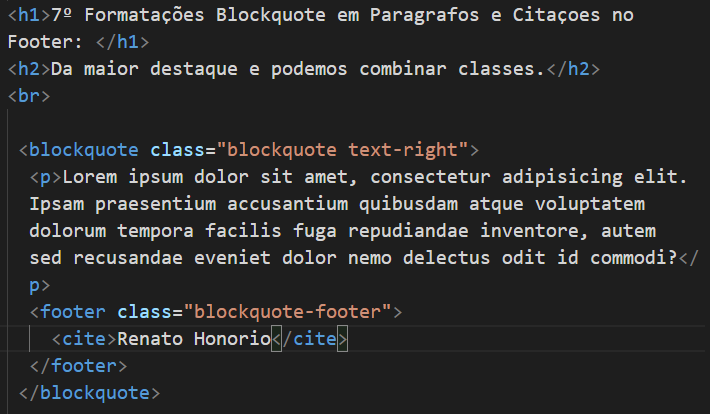 <h1>7º Formatações Blockquote em Paragrafos e Citaçoes no
Footer: </h1>
<h2>Da maior destaque e podemos combinar classes.</h2>
<br>
<blockquote class="blockquote text-right">
<p>Lorem ipsum dolor sit amet, consectetur adipisicing elit.
Ipsam praesentium accusantium quibusdam atque voluptatem
dolorum tempora facilis fuga repudiandae inventore, autem
sed recusandae eveniet dolor nemo delectus odit id commodi?</
p>
<footer class="blockquote-footer">
<cite>Renato Honorio</cite>
</footer>
</blockquote>